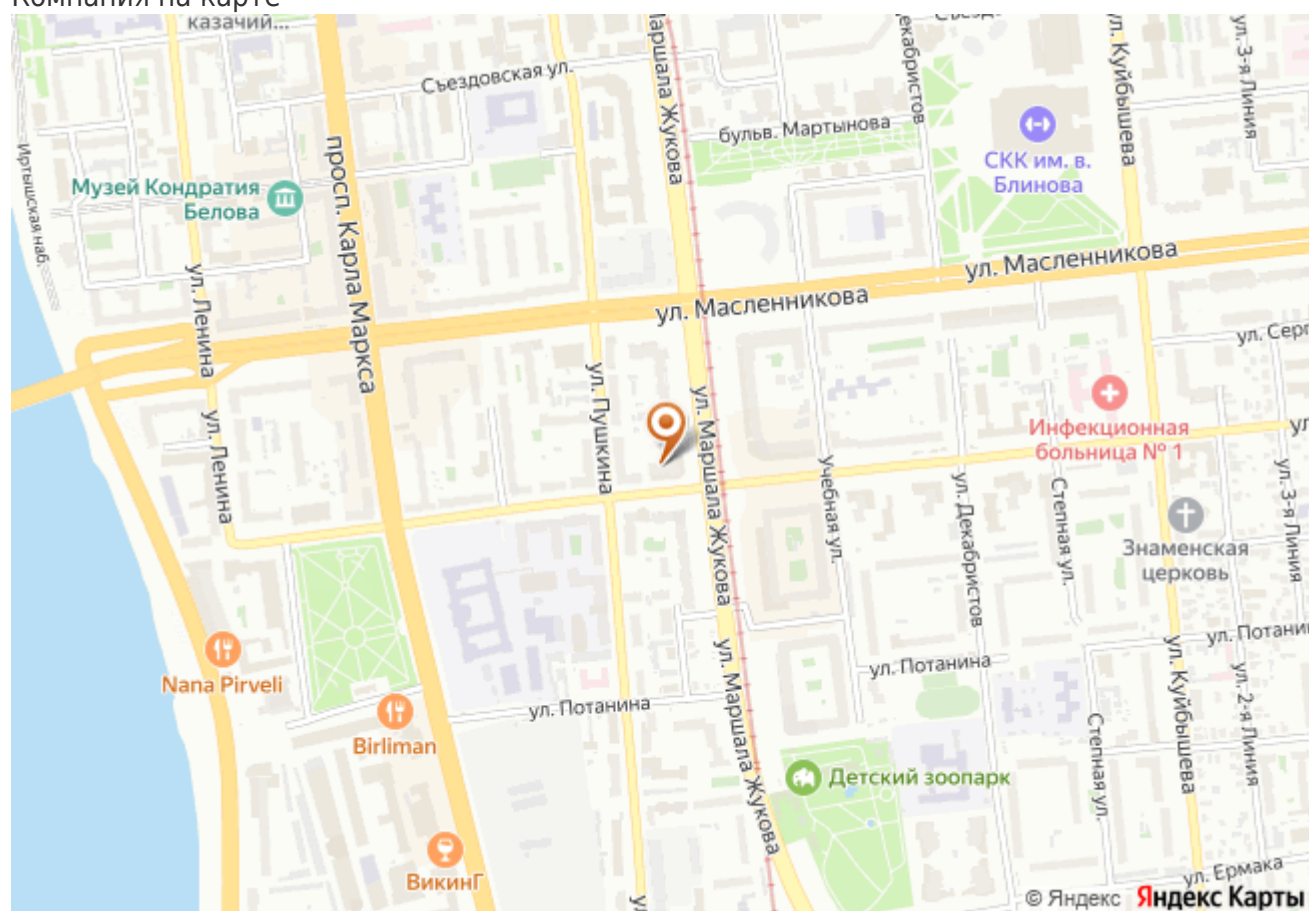 Компания на карте
казачий...
Съездовская ул.
Маршала Жукова
Декабристов
ул. Куйбышева
ул. 3-я Линия
бульв. Мартынова
СКК им. в.
Блинова
Иртышская наб.
Музей Кондратия
Белова
просп. Карла Маркса
ул. Ленина
ул. Масленникова
ул. Масленникова
ул. Серг
ул. Пушкина
ул. Маршала Жукова
ул. Ленина
Инфекционная
больница № 1
ул
Учебная ул.
ул. Декабристов
Степная ул.
ул. 3-я Линия
Знаменская
церковь
ул. Потанина
ул. Потани
ул. Маршала Жукова
ул. Куйбышева
ул. 2-я Линия
Nana Pirveli
ул. Потанина
Birliman
Степная ул.
Детский зоопарк
ВикинГ
ул. Ермака
© Яндекс Яндекс Карты